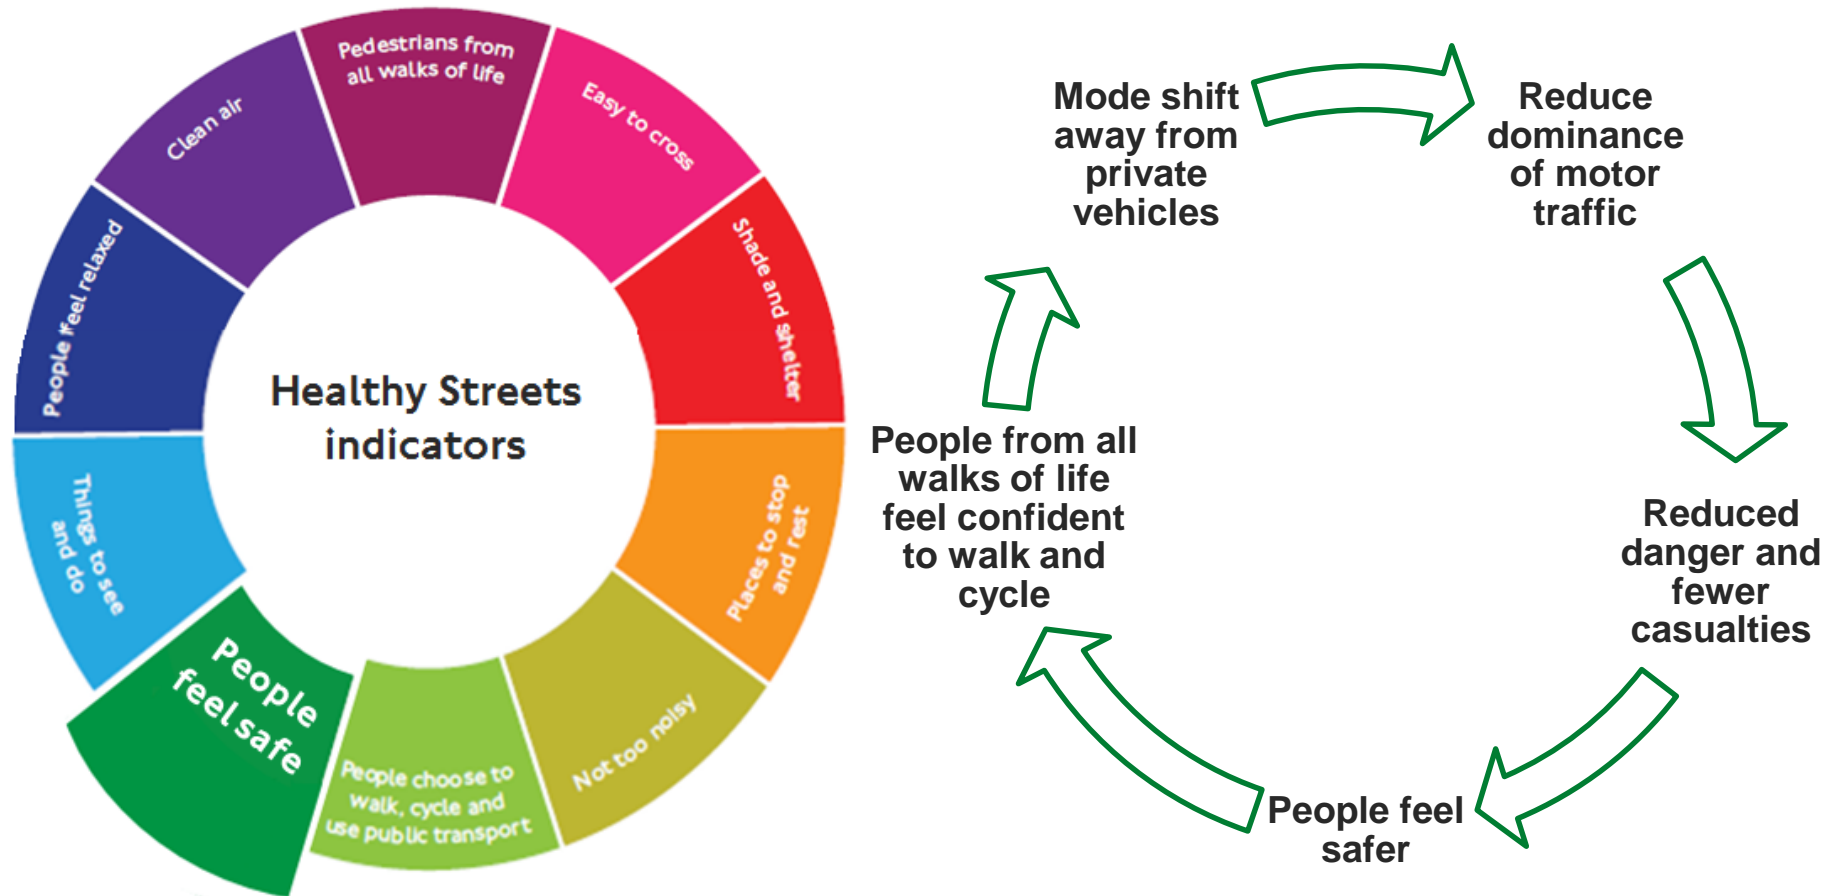 Pedestrians from
all walks of life
Easy to cross
Shade and shelter
Places to stop
and rest
Not too noisy
People choose to
walk, cycle and
use public transport
People
feel safe
Things to see
and do
People feel relaxed
Clean air
Healthy Streets
indicators
Mode shift
away from
private
vehicles
Reduce
dominance
of motor
traffic
Reduced
danger and
fewer
casualties
People feel
safer
People from all
walks of life
feel confident
to walk and
cycle